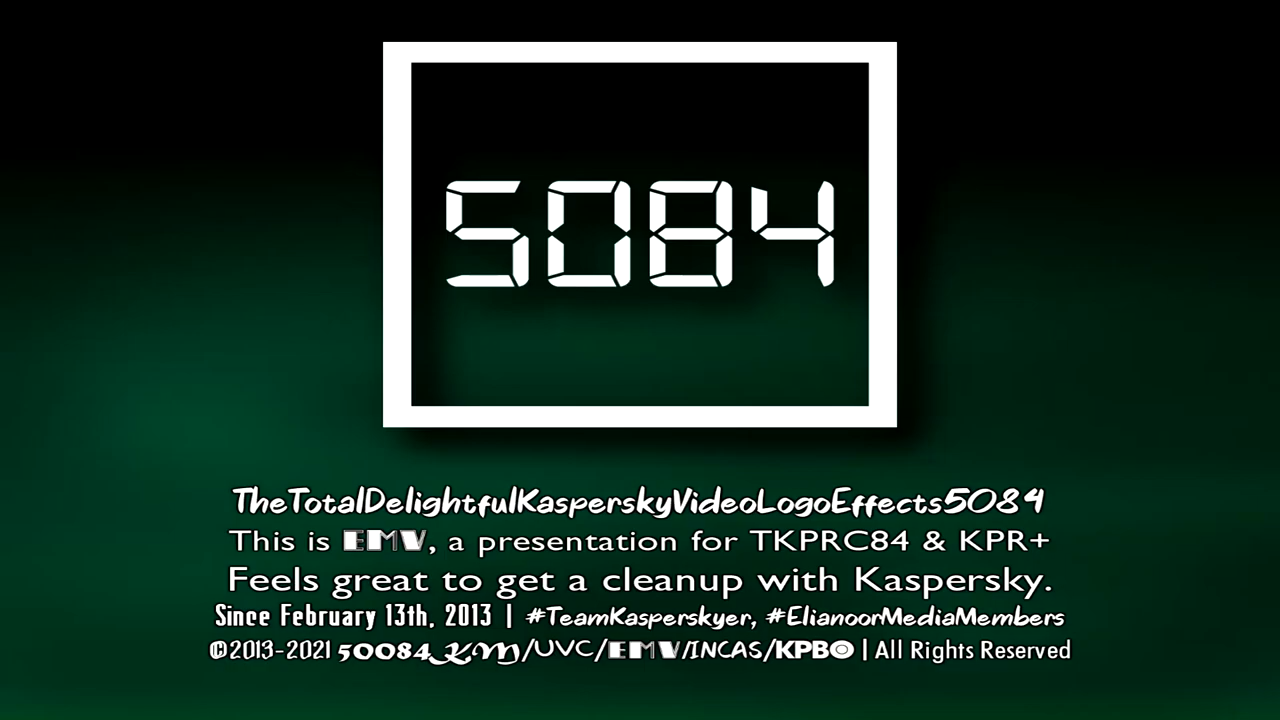 5084
TheTotalDelightfulKasperskyVideoLogoEffects5084
This is EMV, a presentation for TKPRC84 & KPR+
Feels great to get a cleanup with Kaspersky.
Since February 13th, 2013 | #TeamKasperskyer, #ElianoorMediaMembers
©2013-2021 50084KM/UVC/EMV/INCAS/KPBO | All Rights Reserved